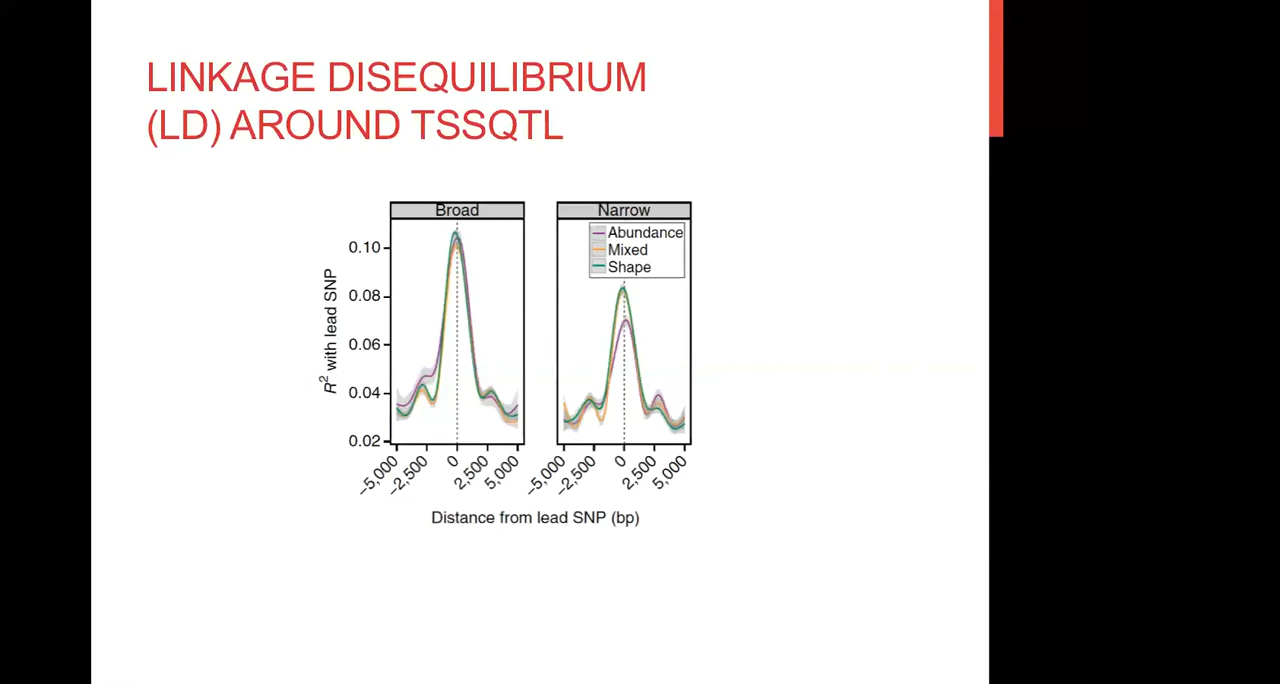 LINKAGE DISEQUILIBRIUM
(LD) AROUND TSSQTL
Broad
Narrow
Abundance
Mixed
Shape
R² with lead SNP
0.10
0.08
0.06
0.04
0.02
−5,000
−2,500
0
2,500
5,000
−5,000
−2,500
0
2,500
5,000
Distance from lead SNP (bp)